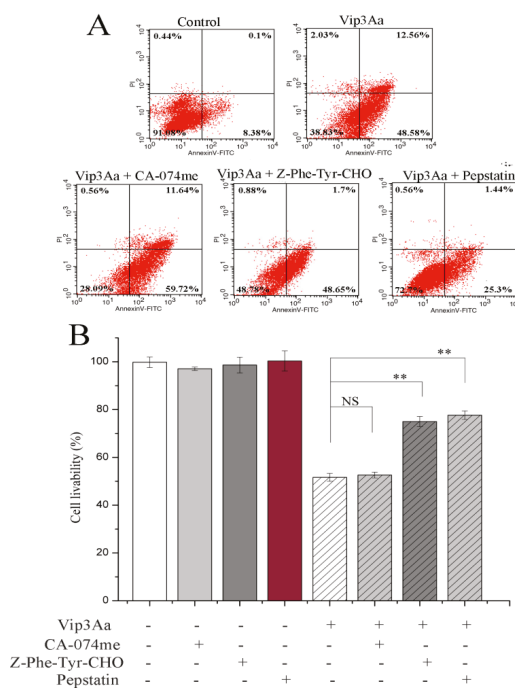 A
Control
0.44%
0.1%
91.08%
8.38%
PI
AnnexinV-FITC
Vip3Aa
2.03%
12.56%
38.83%
48.58%
PI
AnnexinV-FITC
Vip3Aa + CA-074me
0.56%
11.64%
28.09%
59.72%
PI
AnnexinV-FITC
Vip3Aa + Z-Phe-Tyr-CHO
0.88%
1.7%
48.78%
48.65%
PI
AnnexinV-FITC
Vip3Aa + Pepstatin
0.56%
1.44%
25.3%
PI
AnnexinV-FITC
B
Cell livability (%)
100
80
60
40
20
0
NS
**
**
Vip3Aa - - - - + + + +
CA-074me - + - - - + - -
Z-Phe-Tyr-CHO - - + - - - + -
Pepstatin - - - + - - - +